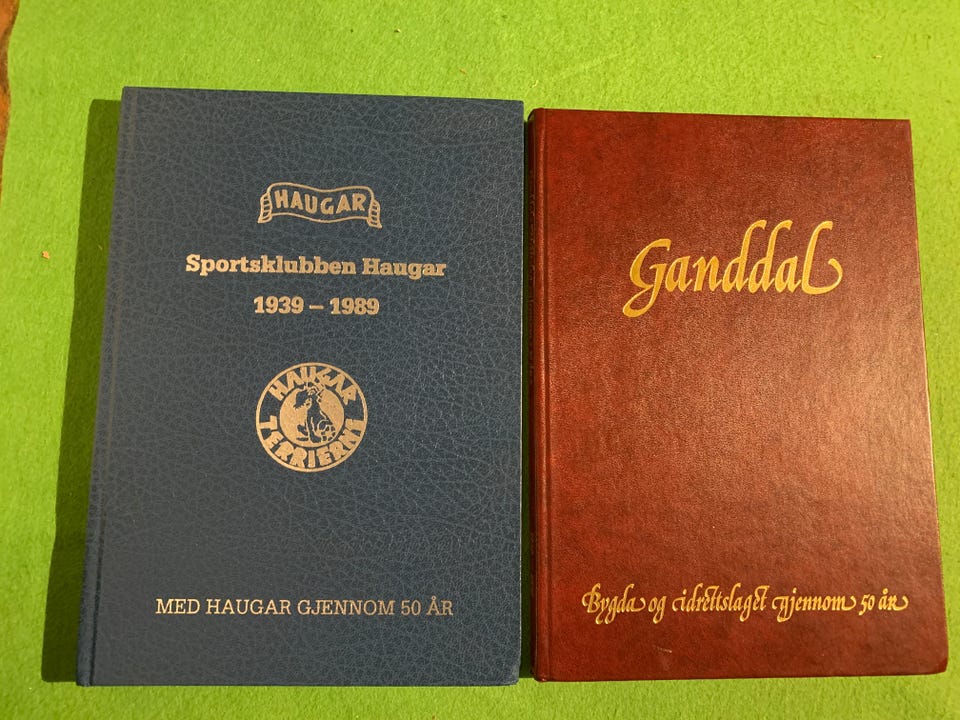 HAUGAR
Sportsklubben Haugar
1939 – 1989
HAUGAR
TERRIERNE
MED HAUGAR GJENNOM 50 ÅR
Ganddal
Bygda og idrettslaget gjennom 50 år